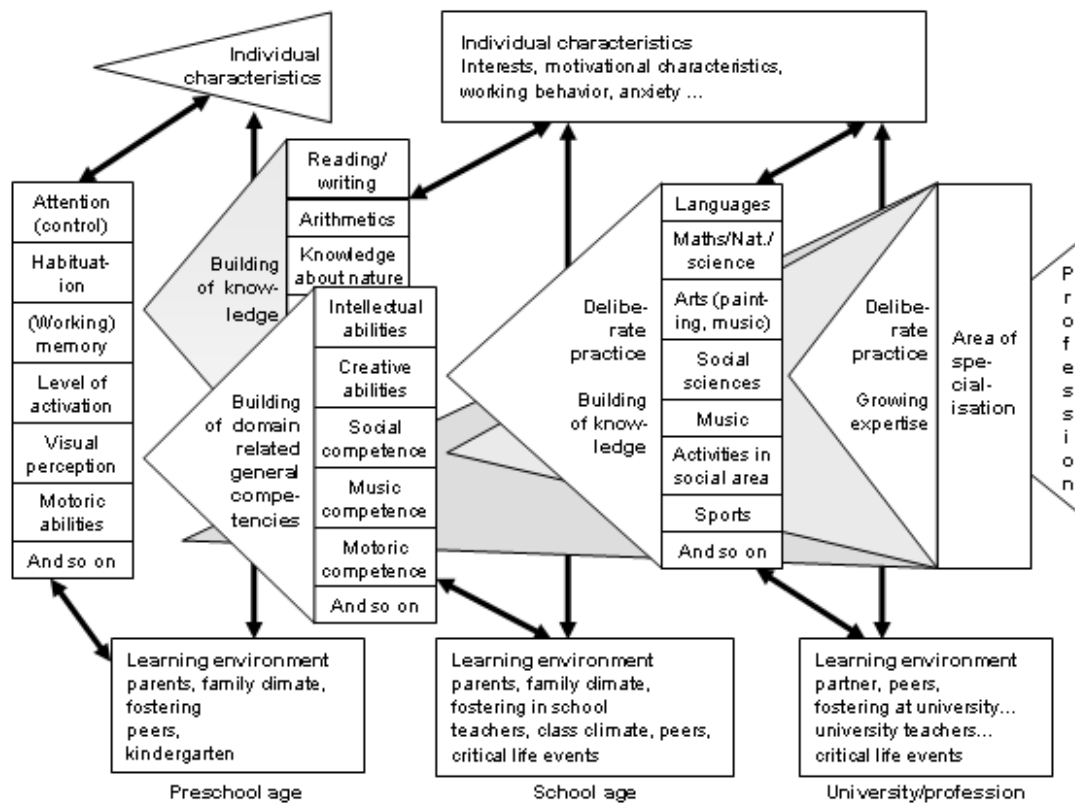 Individual
characteristics
Individual characteristics
Interests, motivational characteristics,
working behavior, anxiety ...
Attention
(control)
Habituat-
ion
(Working)
memory
Level of
activation
Visual
perception
Motoric
abilities
And so on
Building
of know-
ledge
Reading/
writing
Arithmetics
Knowledge
about nature
Building
of domain
related
general
compe-
tencies
Intellectual
abilities
Creative
abilities
Social
competence
Music
competence
Motoric
competence
And so on
Delibe-
rate
practice
Building
of know-
ledge
Languages
Maths/Nat./
science
Arts (paint-
ing, music)
Social
sciences
Music
Activities in
social area
Sports
And so on
Delibe-
rate
practice
Growing
expertise
Area of
spe-
cial-
isation
Profession
Learning environment
parents, family climate,
fostering
peers,
kindergarten
Learning environment
parents, family climate,
fostering in school
teachers, class climate, peers,
critical life events
Learning environment
partner, peers,
fostering at university...
university teachers...
critical life events
Preschool age
School age
University/profession